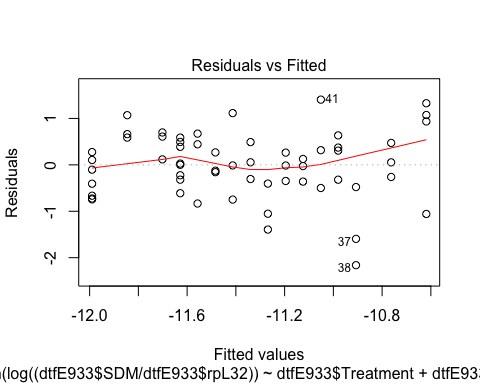 Residuals vs Fitted
Residuals
1
0
-1
-2
41
37
38
-12.0 -11.6 -11.2 -10.8
Fitted values
(log((dtfE933$SDM/dtfE933$rpL32)) ~ dtfE933$Treatment + dtfE933